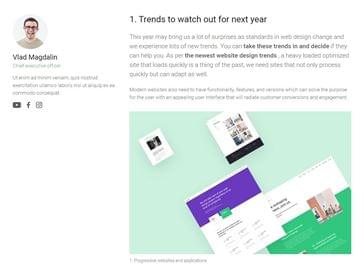 Vlad Magdalin
Chief executive officer
Ut enim ad minim veniam, quis nostrud
exercitation utamco laboris nisl ut aliquip ex ea
commodo consequat.
1. Trends to watch out for next year
This year may bring us a lot of surprises as standards in web design change and
we experience lots of new trends. You can take these trends in and decide if they
can help you. As per the newest website design trends , a heavy loaded optimized
site that loads quickly is a thing of the past, we need sites that not only process
quickly but can adapt as well.
Modern websites also need to have functionality, features, and versions which can solve the purpose
for the user with an appealing user interface that will radiate customer conversions and engagement.
1. Progressive websites and applications